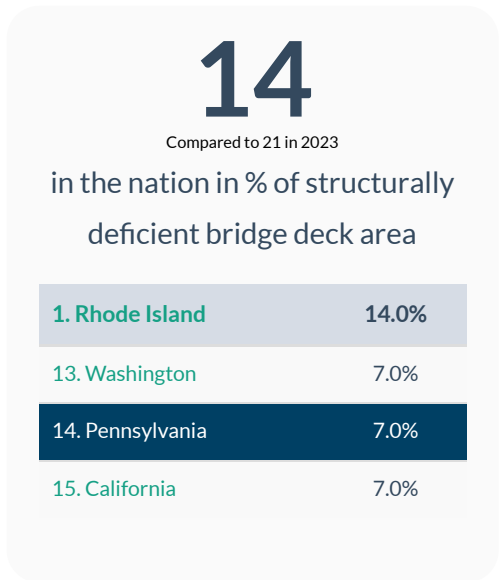 14
Compared to 21 in 2023
in the nation in % of structurally
deficient bridge deck area
1. Rhode Island 14.0%
13. Washington 7.0%
14. Pennsylvania 7.0%
15. California 7.0%